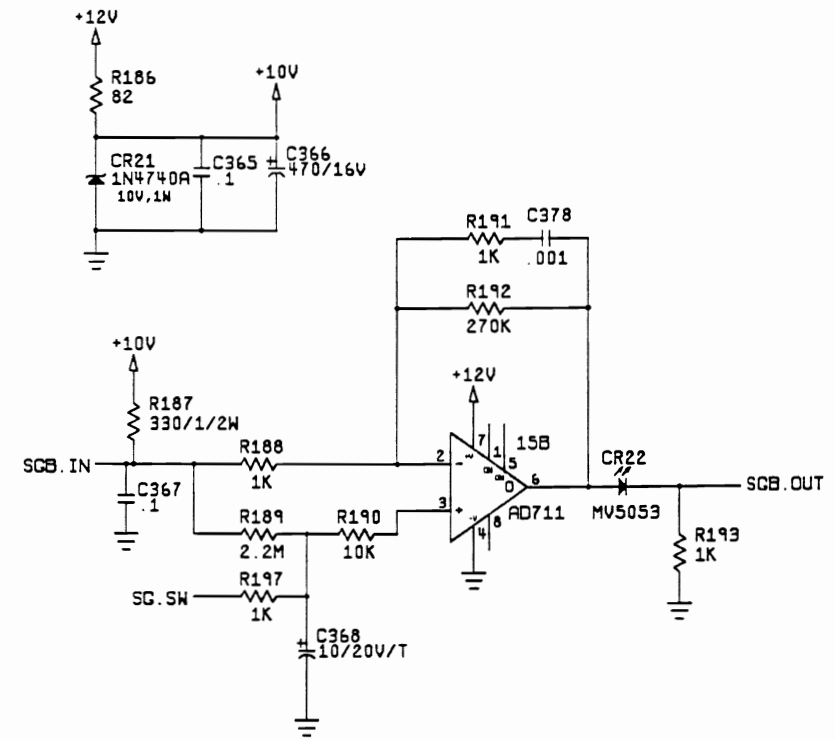 +12V
R186
82
+10V
CR21
1N4740A
10V,1W
C365
.1
+
C366
470/16V
R191
1K
C378
.001
R192
270K
+10V
R187
330/1/2W
+12V
SGB.IN
C367
.1
R188
1K
R189
2.2M
R190
10K
SG.SW
R197
1K
+
C368
10/20V/T
2
-
3
+
7
1
5
15B
O
6
4
8
AD711
CR22
MV5053
SGB.OUT
R193
1K